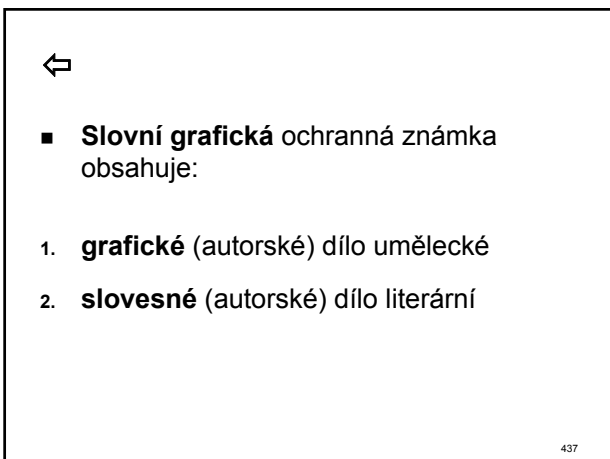 ⇦
■ Slovní grafická ochranná známka
obsahuje:
1. grafické (autorské) dílo umělecké
2. slovesné (autorské) dílo literární
437